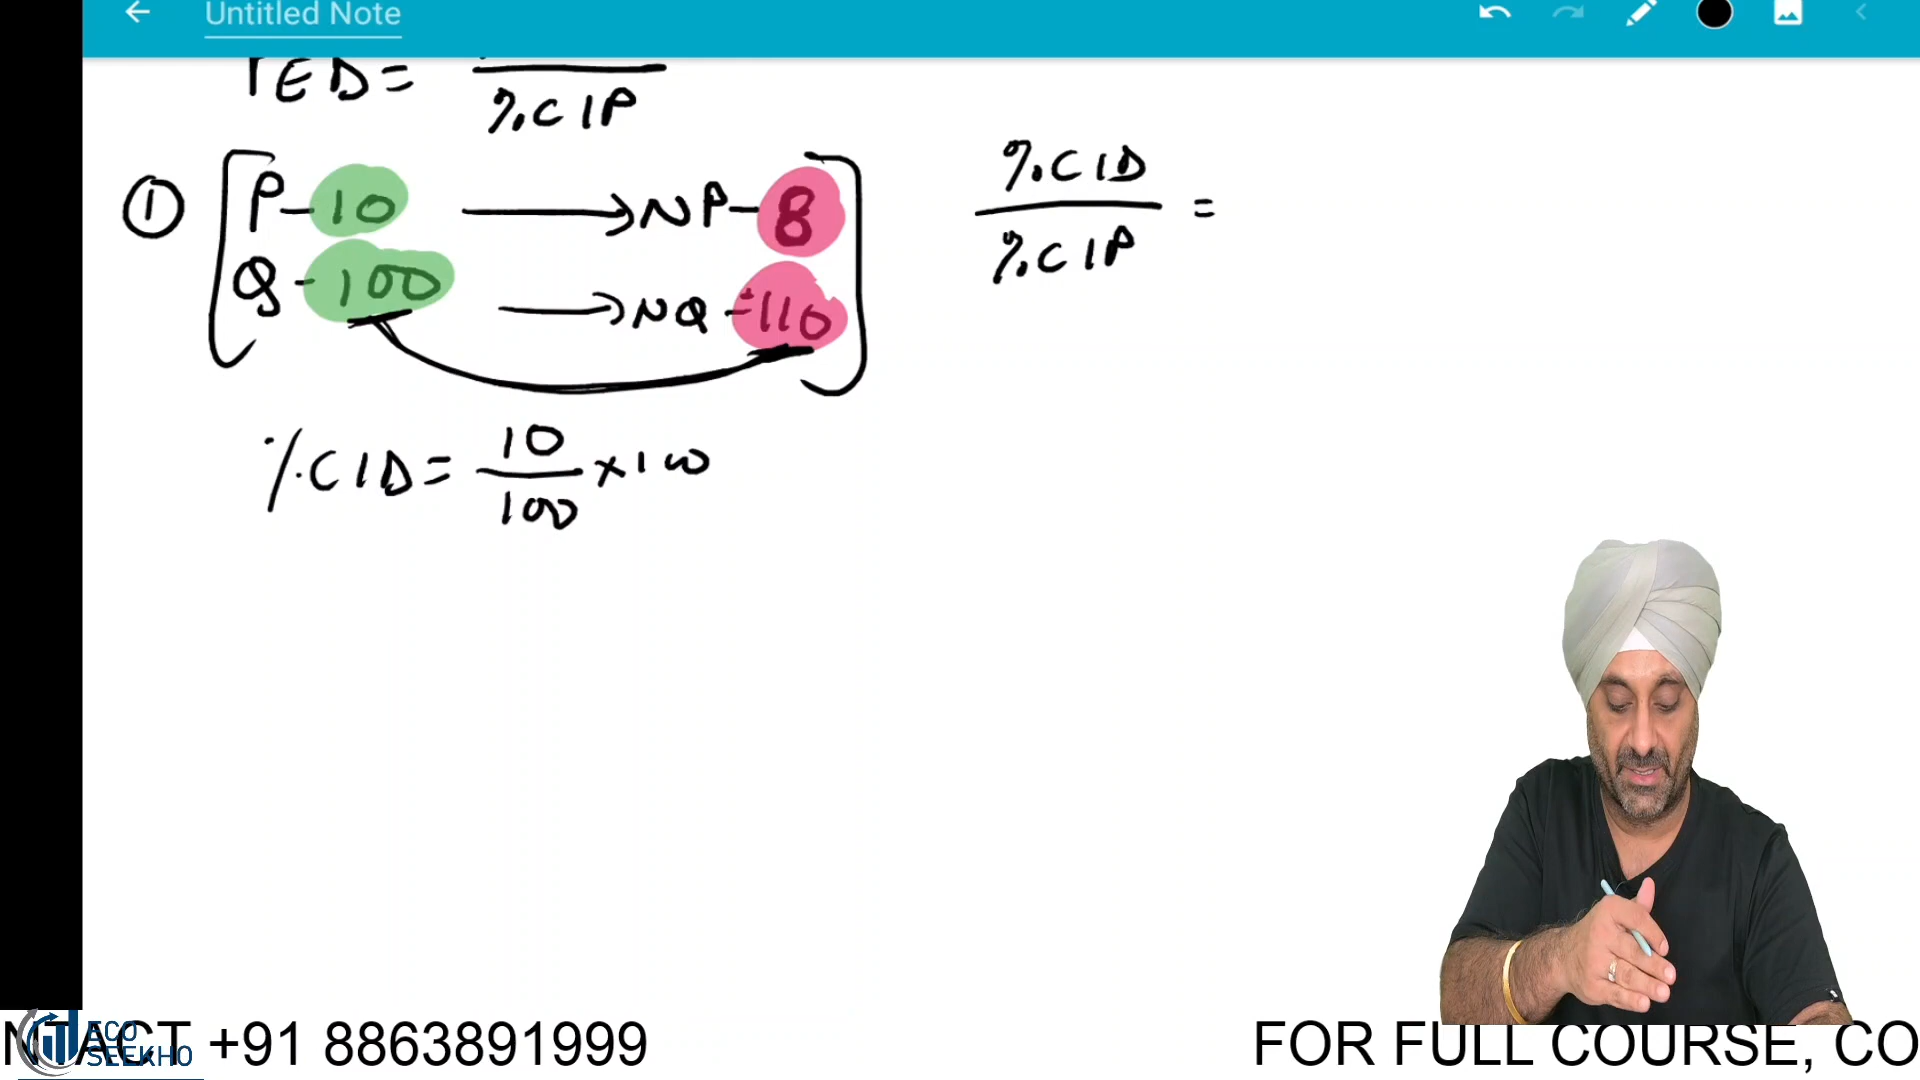 Untitled Note
PED =
%CIP
① P-10 → NP-8
Q-100 → NQ-110
%CID
%CIP
=
%CID = 10
100
×100
ECO
SEEKHO
NTACT +91 8863891999
FOR FULL COURSE, CO